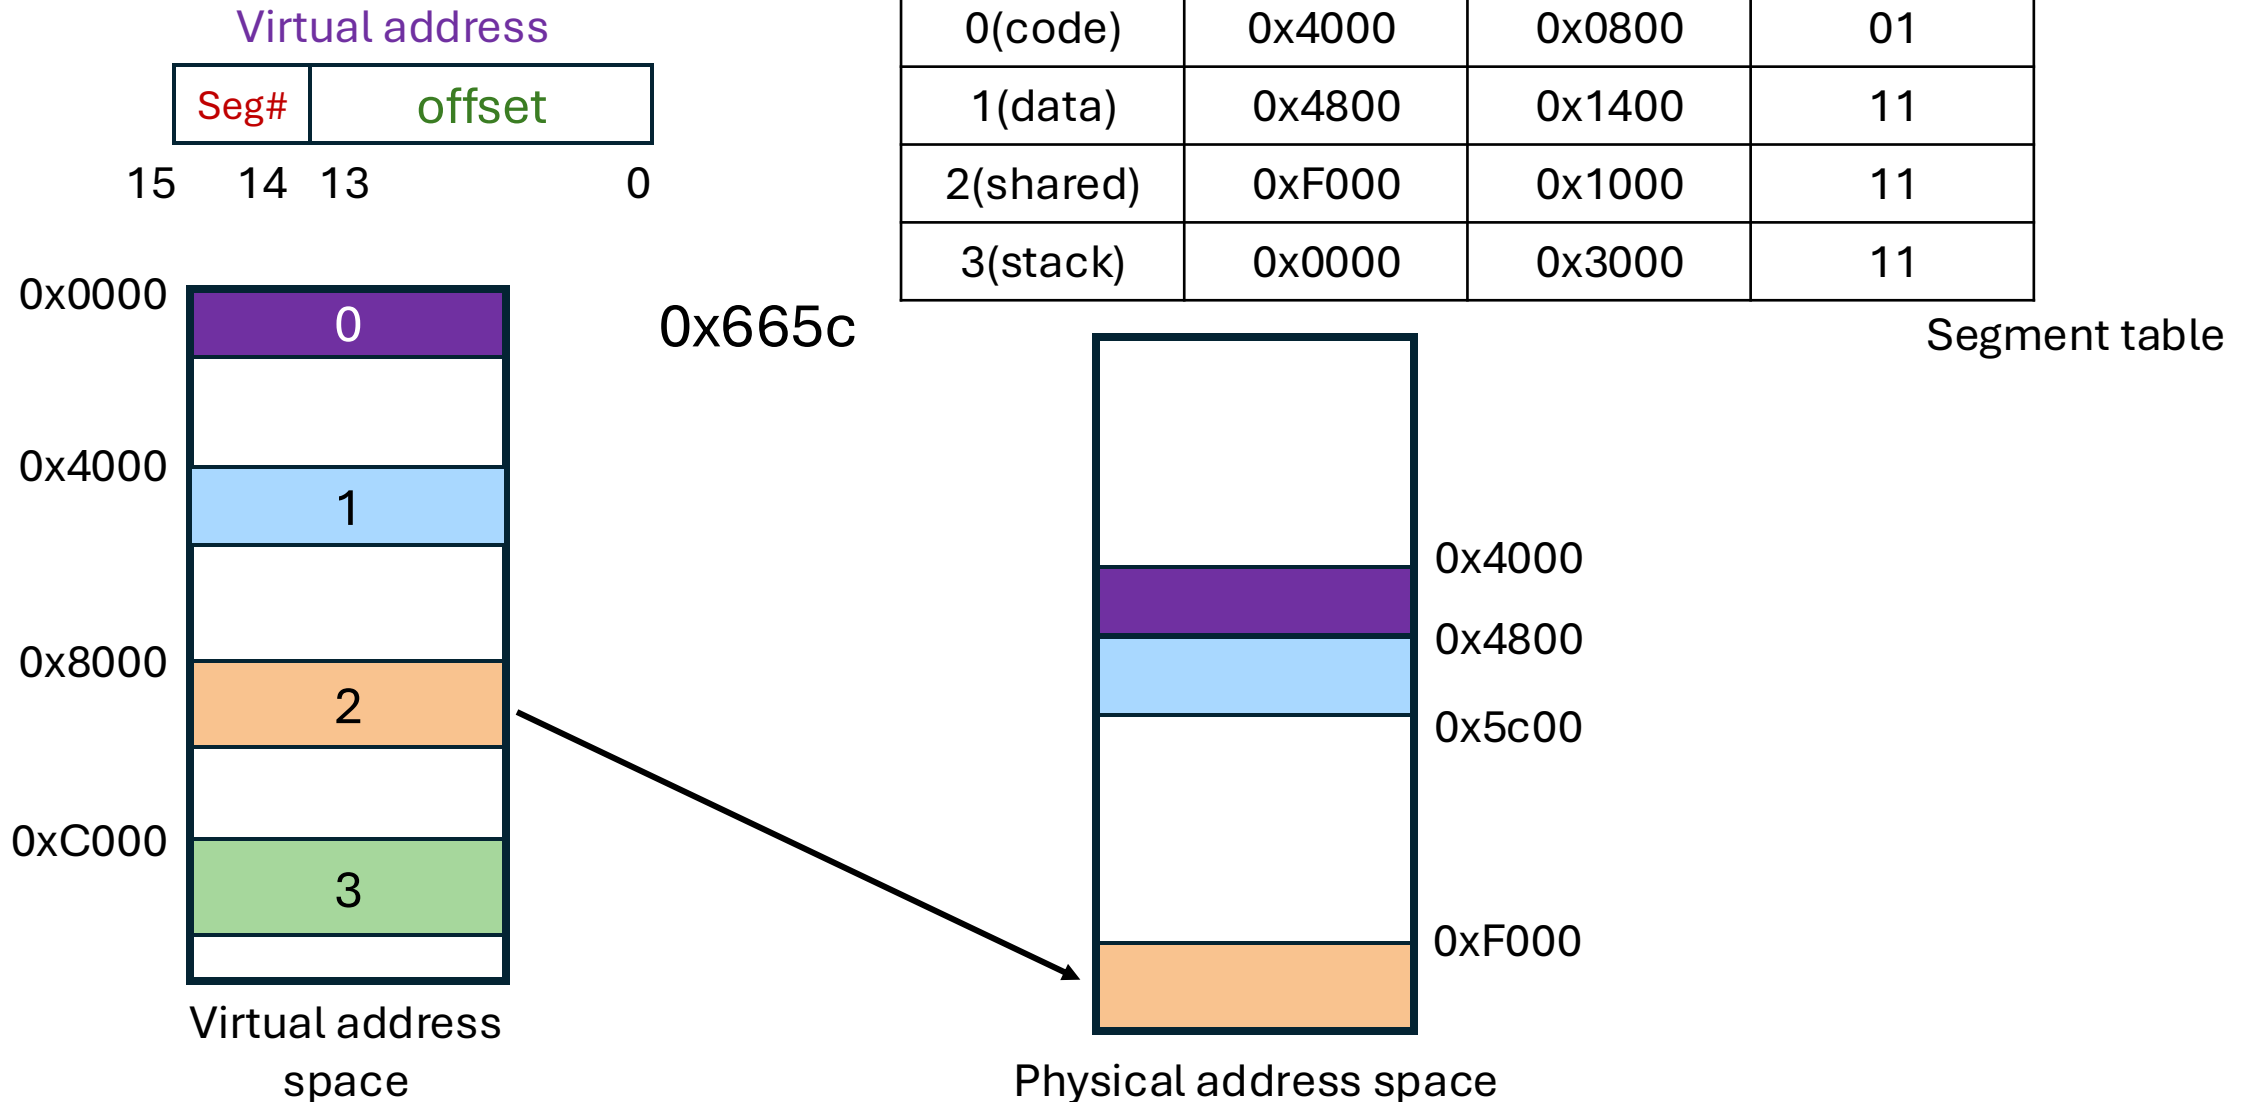 Virtual address
Seg# offset
15 14 13 0
0(code) 0x4000 0x0800 01
1(data) 0x4800 0x1400 11
2(shared) 0xF000 0x1000 11
3(stack) 0x0000 0x3000 11
Segment table
0x665c
0x0000
0
0x4000
1
0x8000
2
0xC000
3
Virtual address
space
0x4000
0x4800
0x5c00
0xF000
Physical address space